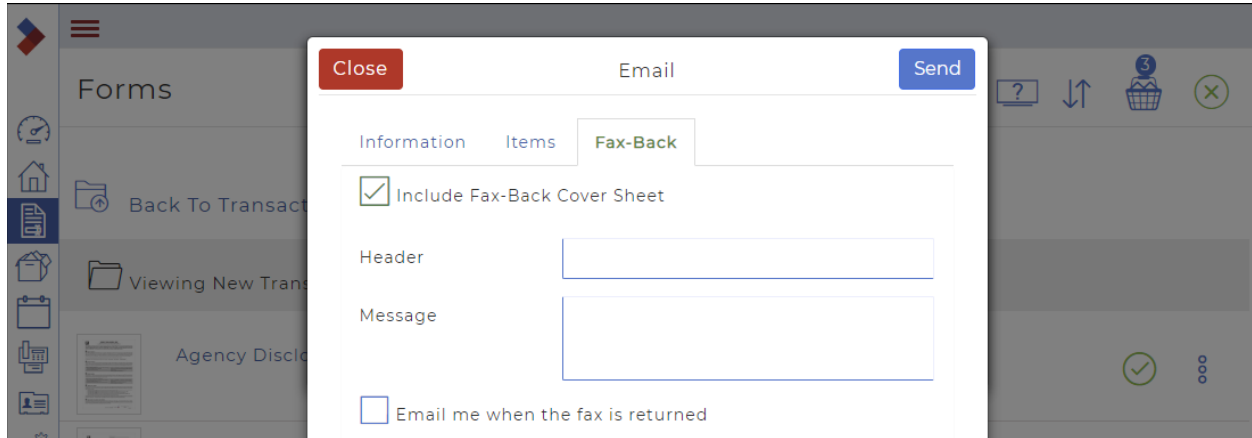 Close
Email
Send
3
?
Forms
Information
Items
Fax-Back
Include Fax-Back Cover Sheet
Back To Transact
Header
Viewing New Trans
Message
Agency Disclo
Email me when the fax is returned